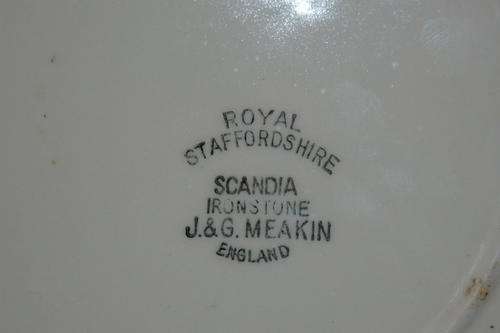 ROYAL
STAFFORDSHIRE
SCANDIA
IRONSTONE
J.&G. MEAKIN
ENGLAND